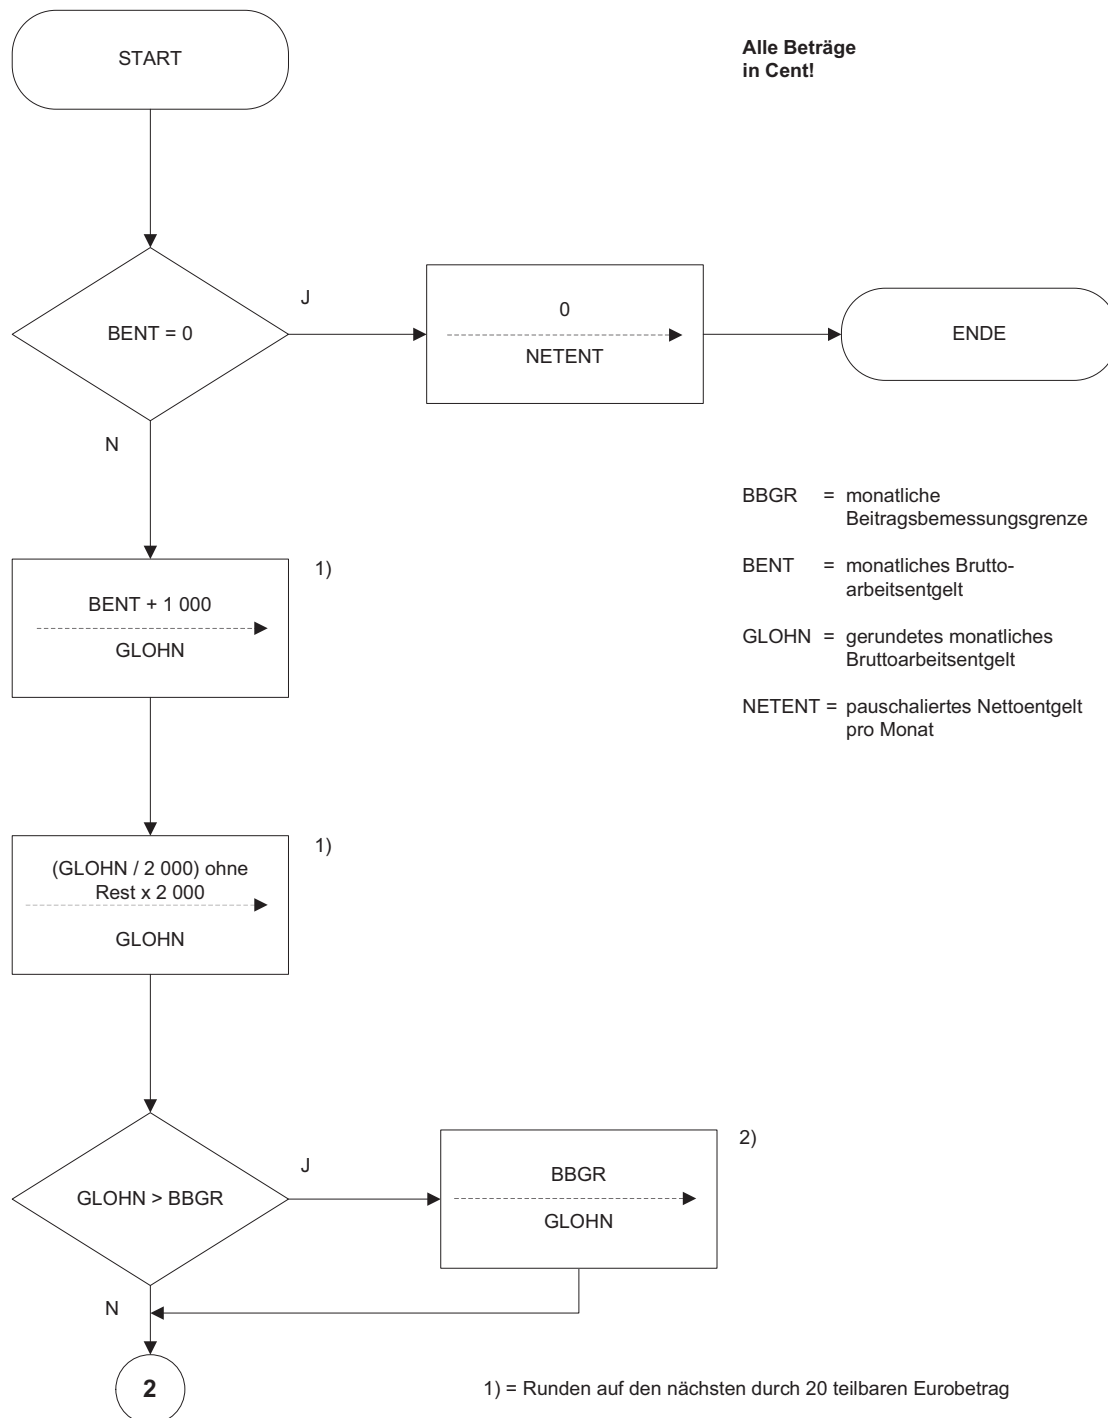 START
Alle Beträge
in Cent!
BENT = 0
J
0
NETENT
ENDE
N
BBGR = monatliche
Beitragsbemessungsgrenze
BENT = monatliches Brutto-
arbeitsentgelt
GLOHN = gerundetes monatliches
Bruttoarbeitsentgelt
NETENT = pauschaliertes Nettoentgelt
pro Monat
1)
BENT + 1 000
GLOHN
1)
(GLOHN / 2 000) ohne
Rest x 2 000
GLOHN
GLOHN > BBGR
J
2)
BBGR
GLOHN
N
2
1) = Runden auf den nächsten durch 20 teilbaren Eurobetrag